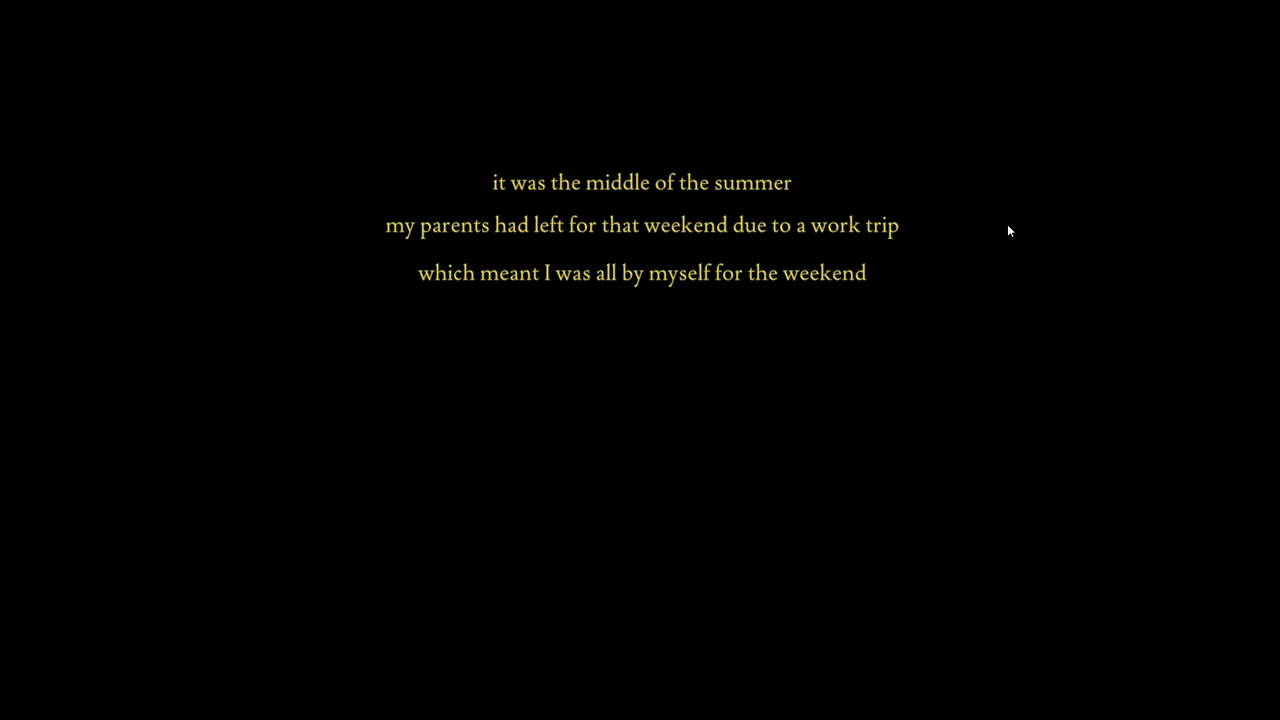 it was the middle of the summer
my parents had left for that weekend due to a work trip
which meant I was all by myself for the weekend